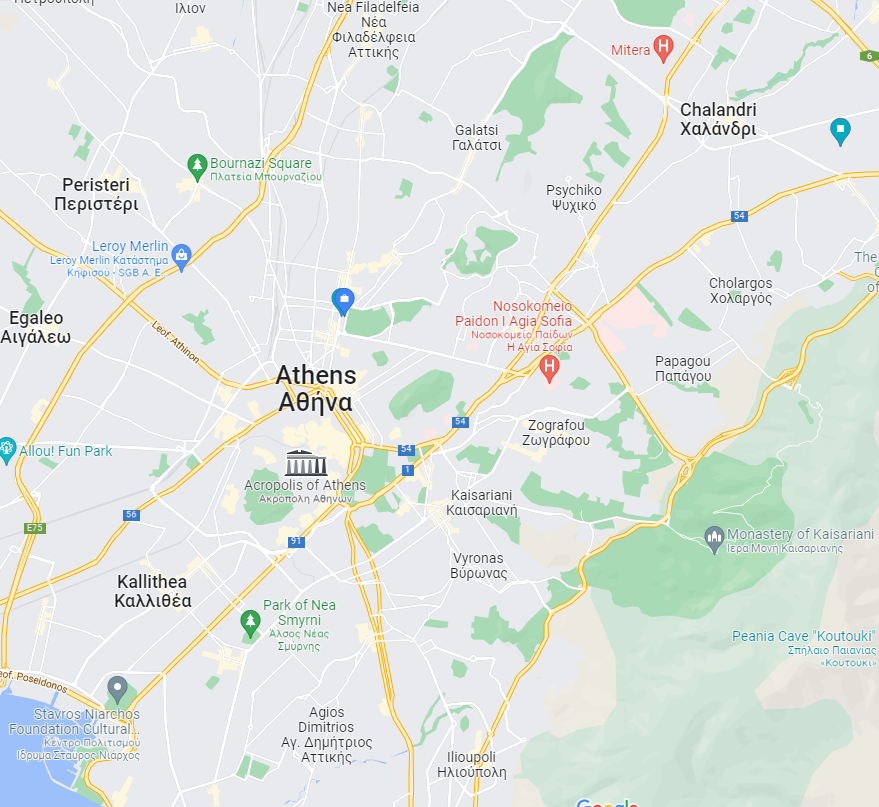 Πετρούπολη
Ίλιον
Nea Filadelfeia
Νέα
Φιλαδέλφεια
Αττικής
Mitera
6
Chalandri
Χαλάνδρι
Galatsi
Γαλάτσι
Bournazi Square
Πλατεία Μπουρναζίου
Peristeri
Περιστέρι
Psychiko
Ψυχικό
54
Leroy Merlin
Leroy Merlin Κατάστημα
Κηφισού - SGB A. E.
The
C
of
Cholargos
Χολαργός
Egaleo
Αιγάλεω
Leof. Athinon
Nosokomeio
Paidon I Agia Sofia
Νοσοκομείο Παίδων
Η Αγία Σοφία
Papagou
Παπάγου
Athens
Αθήνα
54
Zografou
Ζωγράφου
54
1
Allou! Fun Park
Acropolis of Athens
Ακρόπολη Αθηνών
Kaisariani
Καισαριανή
56
E75
91
Monastery of Kaisariani
Ιερά Μονή Καισαριανής
Vyronas
Βύρωνας
Kallithea
Καλλιθέα
Park of Nea
Smyrni
Άλσος Νέας
Σμύρνης
Peania Cave "Koutouki"
Σπήλαιο Παιανίας
«Κουτούκι»
eof. Poseidonos
Stavros Niarchos
Foundation Cultural...
Κέντρο Πολιτισμού
Ίδρυμα Σταύρος Νιάρχος
Agios
Dimitrios
Αγ. Δημήτριος
Αττικής
Ilioupoli
Ηλιούπολη
Google